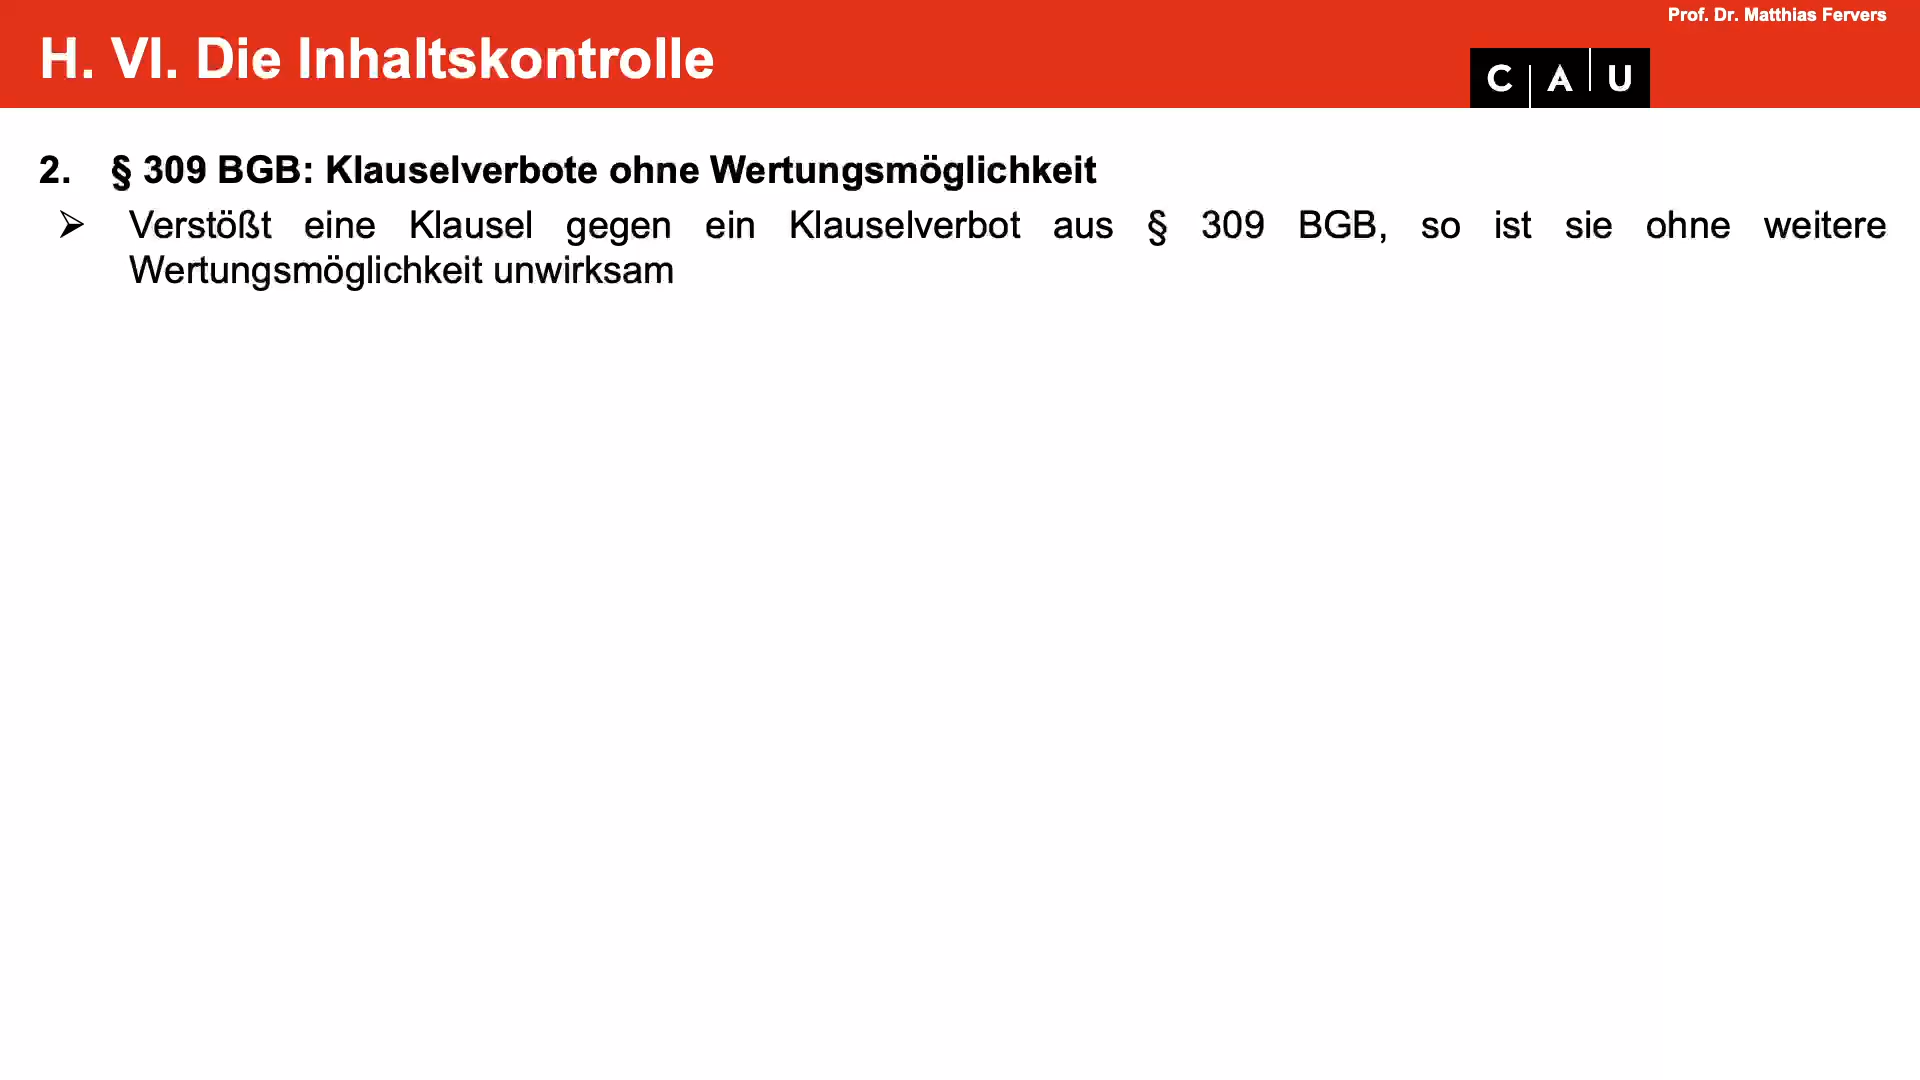 Prof. Dr. Matthias Fervers
H. VI. Die Inhaltskontrolle
C A U
2. § 309 BGB: Klauselverbote ohne Wertungsmöglichkeit
Verstößt eine Klausel gegen ein Klauselverbot aus § 309 BGB, so ist sie ohne weitere
Wertungsmöglichkeit unwirksam